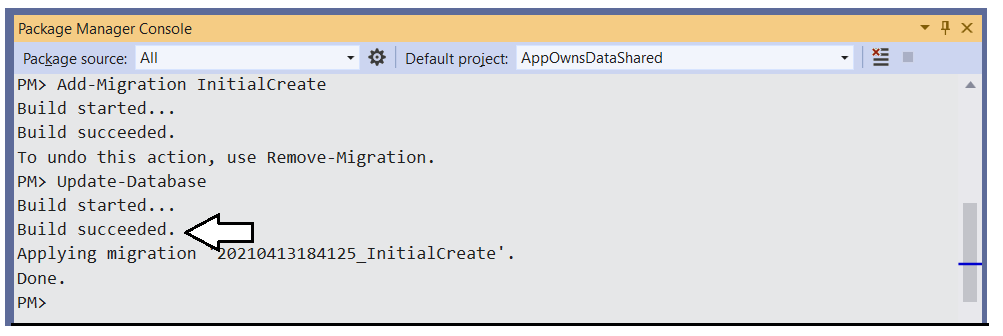 Package Manager Console
Package source: All Default project: AppOwnsDataShared
PM> Add-Migration InitialCreate
Build started...
Build succeeded.
To undo this action, use Remove-Migration.
PM> Update-Database
Build started...
Build succeeded.
Applying migration '20210413184125_InitialCreate'.
Done.
PM>